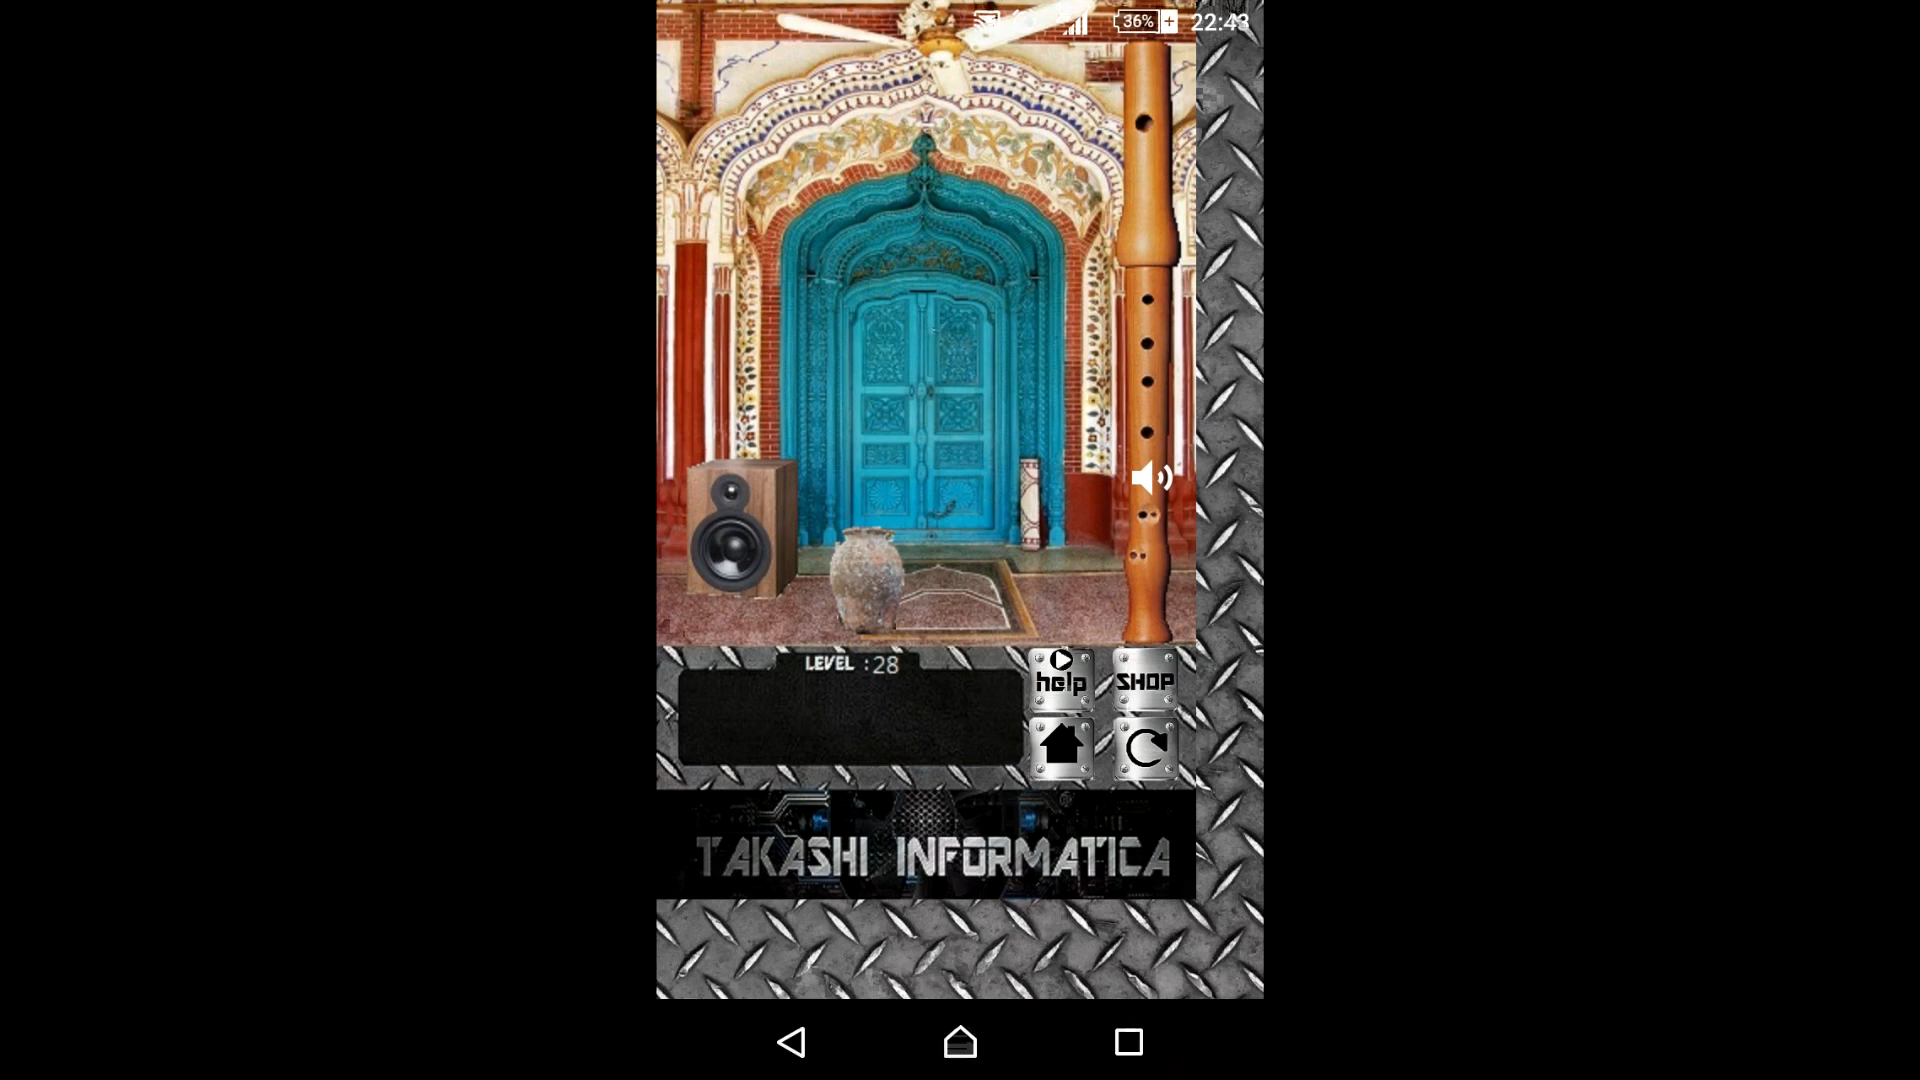 36% 22:43
LEVEL :28
help SHOP
TAKASHI INFORMATICA